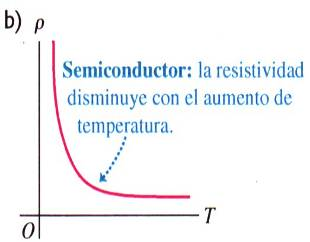 b) ρ
Semiconductor: la resistividad
disminuye con el aumento de
temperatura.
T
O